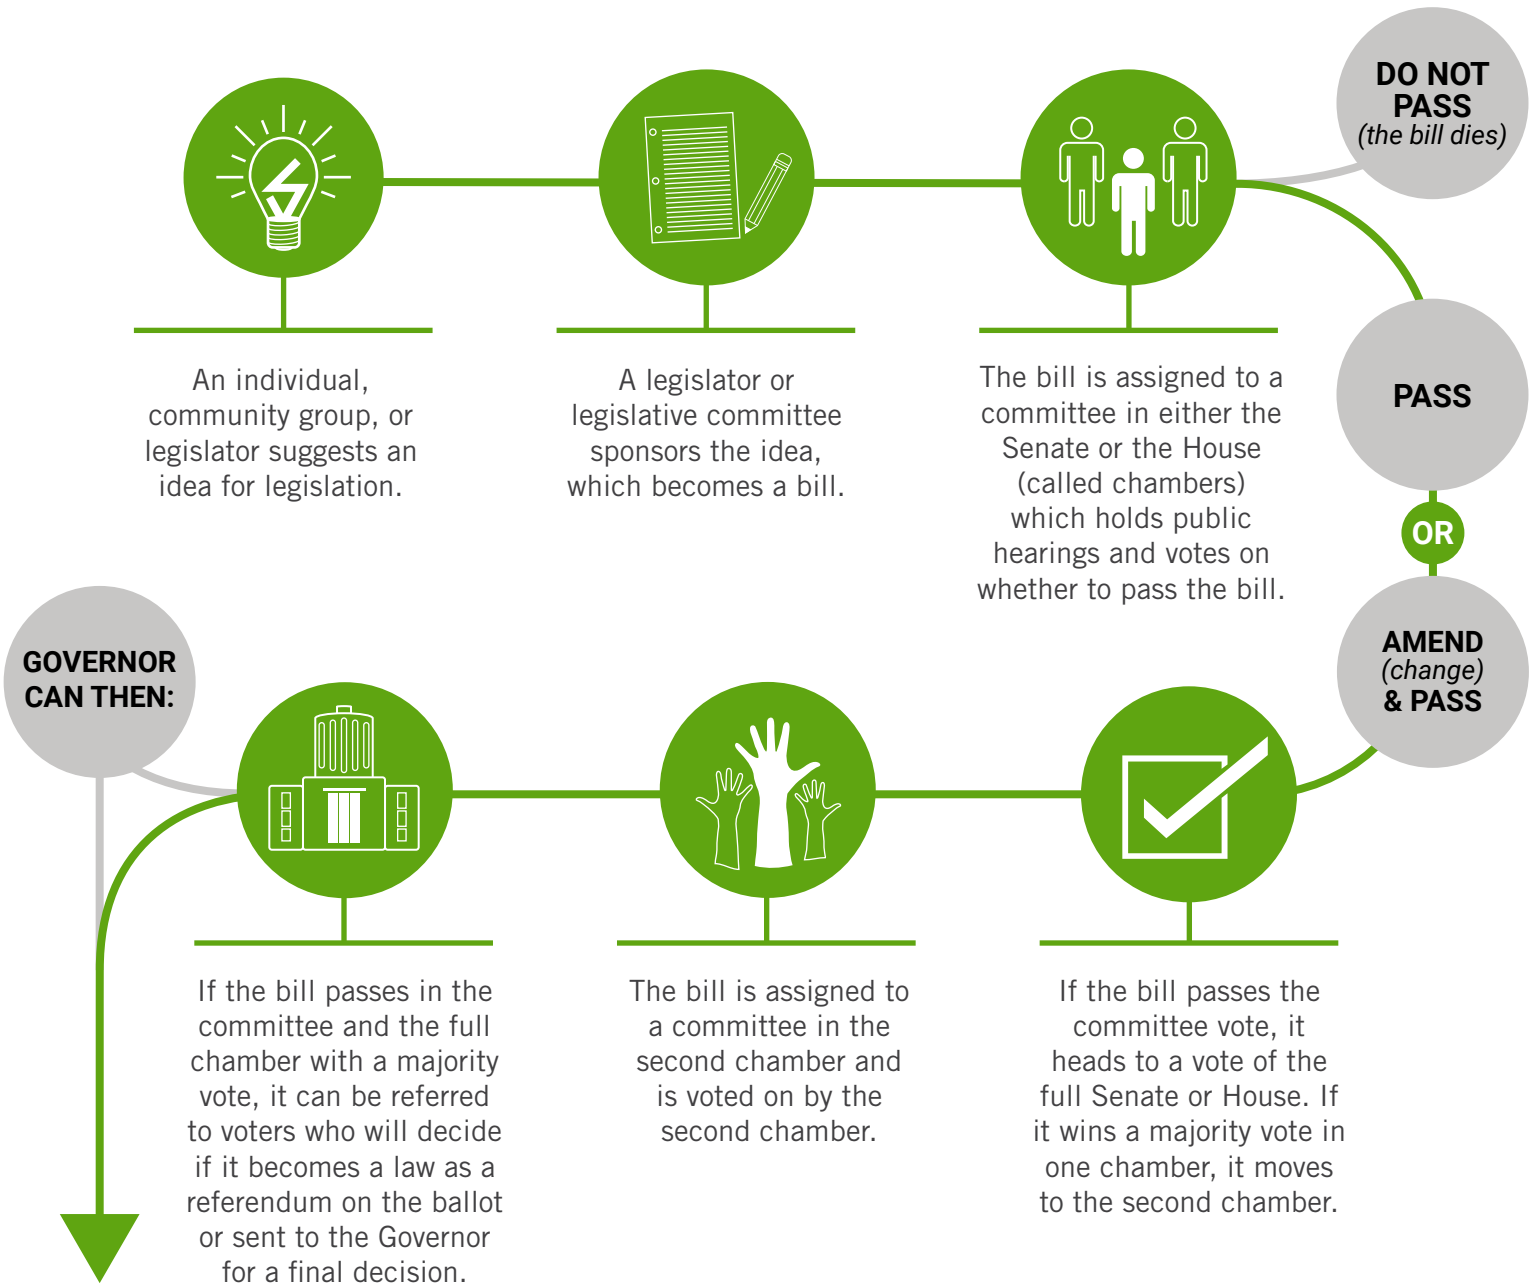 An individual,
community group, or
legislator suggests an
idea for legislation.
A legislator or
legislative committee
sponsors the idea,
which becomes a bill.
The bill is assigned to a
committee in either the
Senate or the House
(called chambers)
which holds public
hearings and votes on
whether to pass the bill.
DO NOT
PASS
(the bill dies)
PASS
OR
AMEND
(change)
& PASS
If the bill passes the
committee vote, it
heads to a vote of the
full Senate or House. If
it wins a majority vote in
one chamber, it moves
to the second chamber.
The bill is assigned to
a committee in the
second chamber and
is voted on by the
second chamber.
If the bill passes in the
committee and the full
chamber with a majority
vote, it can be referred
to voters who will decide
if it becomes a law as a
referendum on the ballot
or sent to the Governor
for a final decision.
GOVERNOR
CAN THEN: